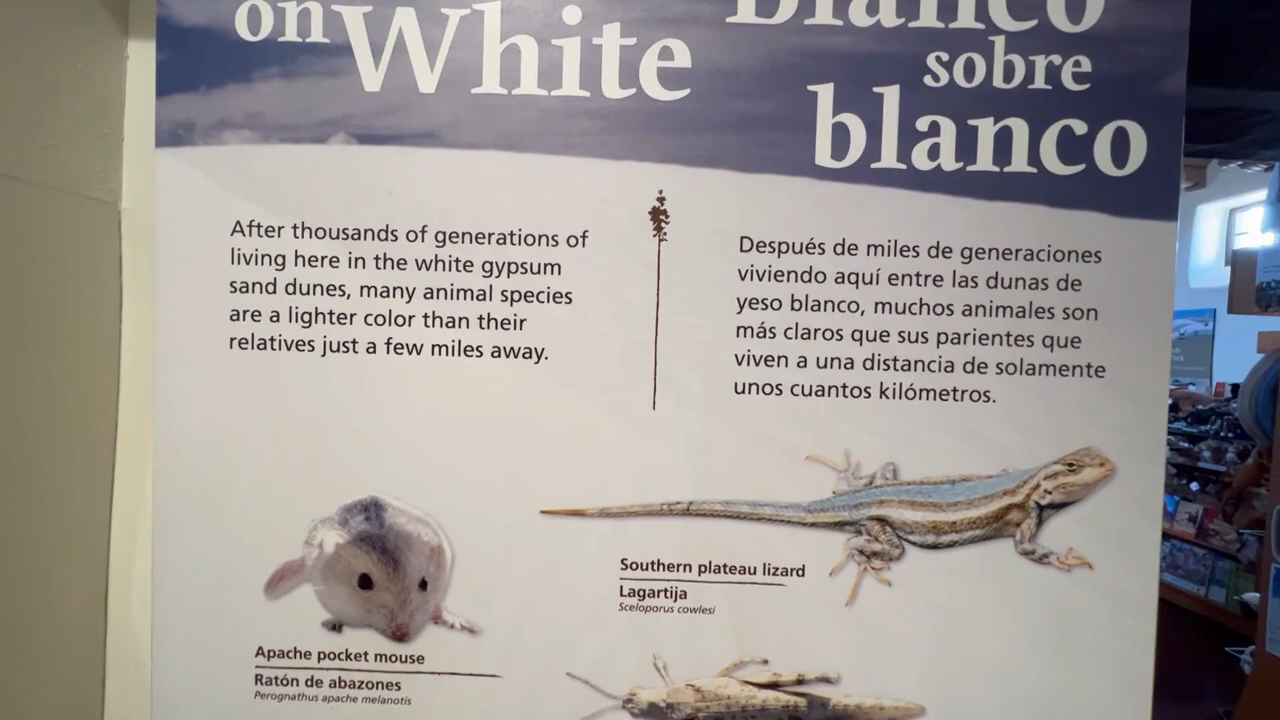 on White
Blanco
sobre
blanco
After thousands of generations of
living here in the white gypsum
sand dunes, many animal species
are a lighter color than their
relatives just a few miles away.
Después de miles de generaciones
viviendo aquí entre las dunas de
yeso blanco, muchos animales son
más claros que sus parientes que
viven a una distancia de solamente
unos cuantos kilómetros.
Southern plateau lizard
Lagartija
Sceloporus cowlesi
Apache pocket mouse
Ratón de abazones
Perognathus apache melanotis